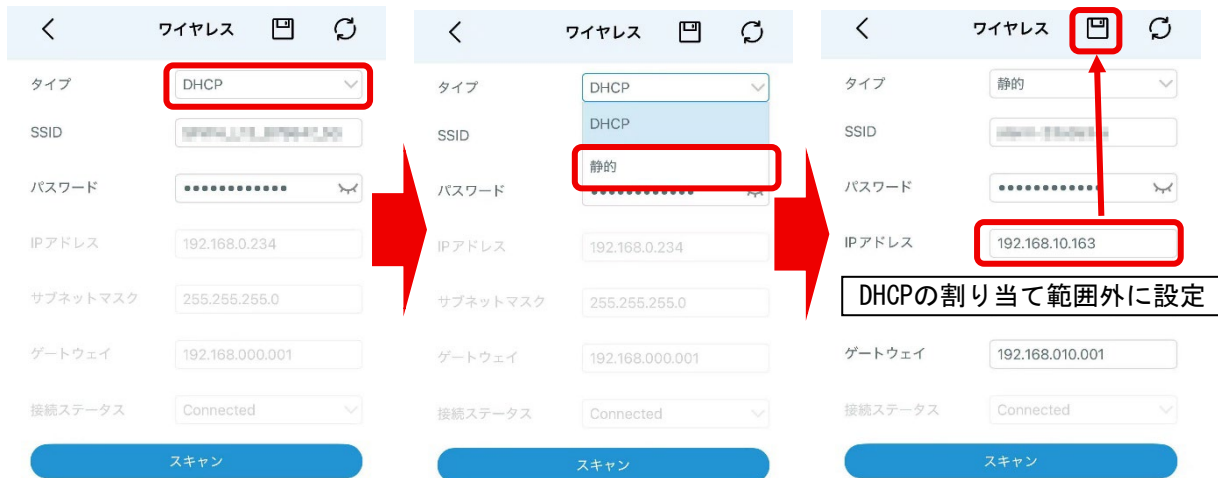 ワイヤレス
タイプ
DHCP
SSID
パスワード
••••••••••••
IPアドレス
192.168.0.234
サブネットマスク
255.255.255.0
ゲートウェイ
192.168.000.001
接続ステータス
Connected
スキャン
ワイヤレス
タイプ
DHCP
DHCP
SSID
静的
パスワード
••••••••••••
IPアドレス
192.168.0.234
サブネットマスク
255.255.255.0
ゲートウェイ
192.168.000.001
接続ステータス
Connected
スキャン
ワイヤレス
タイプ
静的
SSID
パスワード
••••••••••••
IPアドレス
192.168.10.163
DHCPの割り当て範囲外に設定
ゲートウェイ
192.168.010.001
接続ステータス
Connected
スキャン